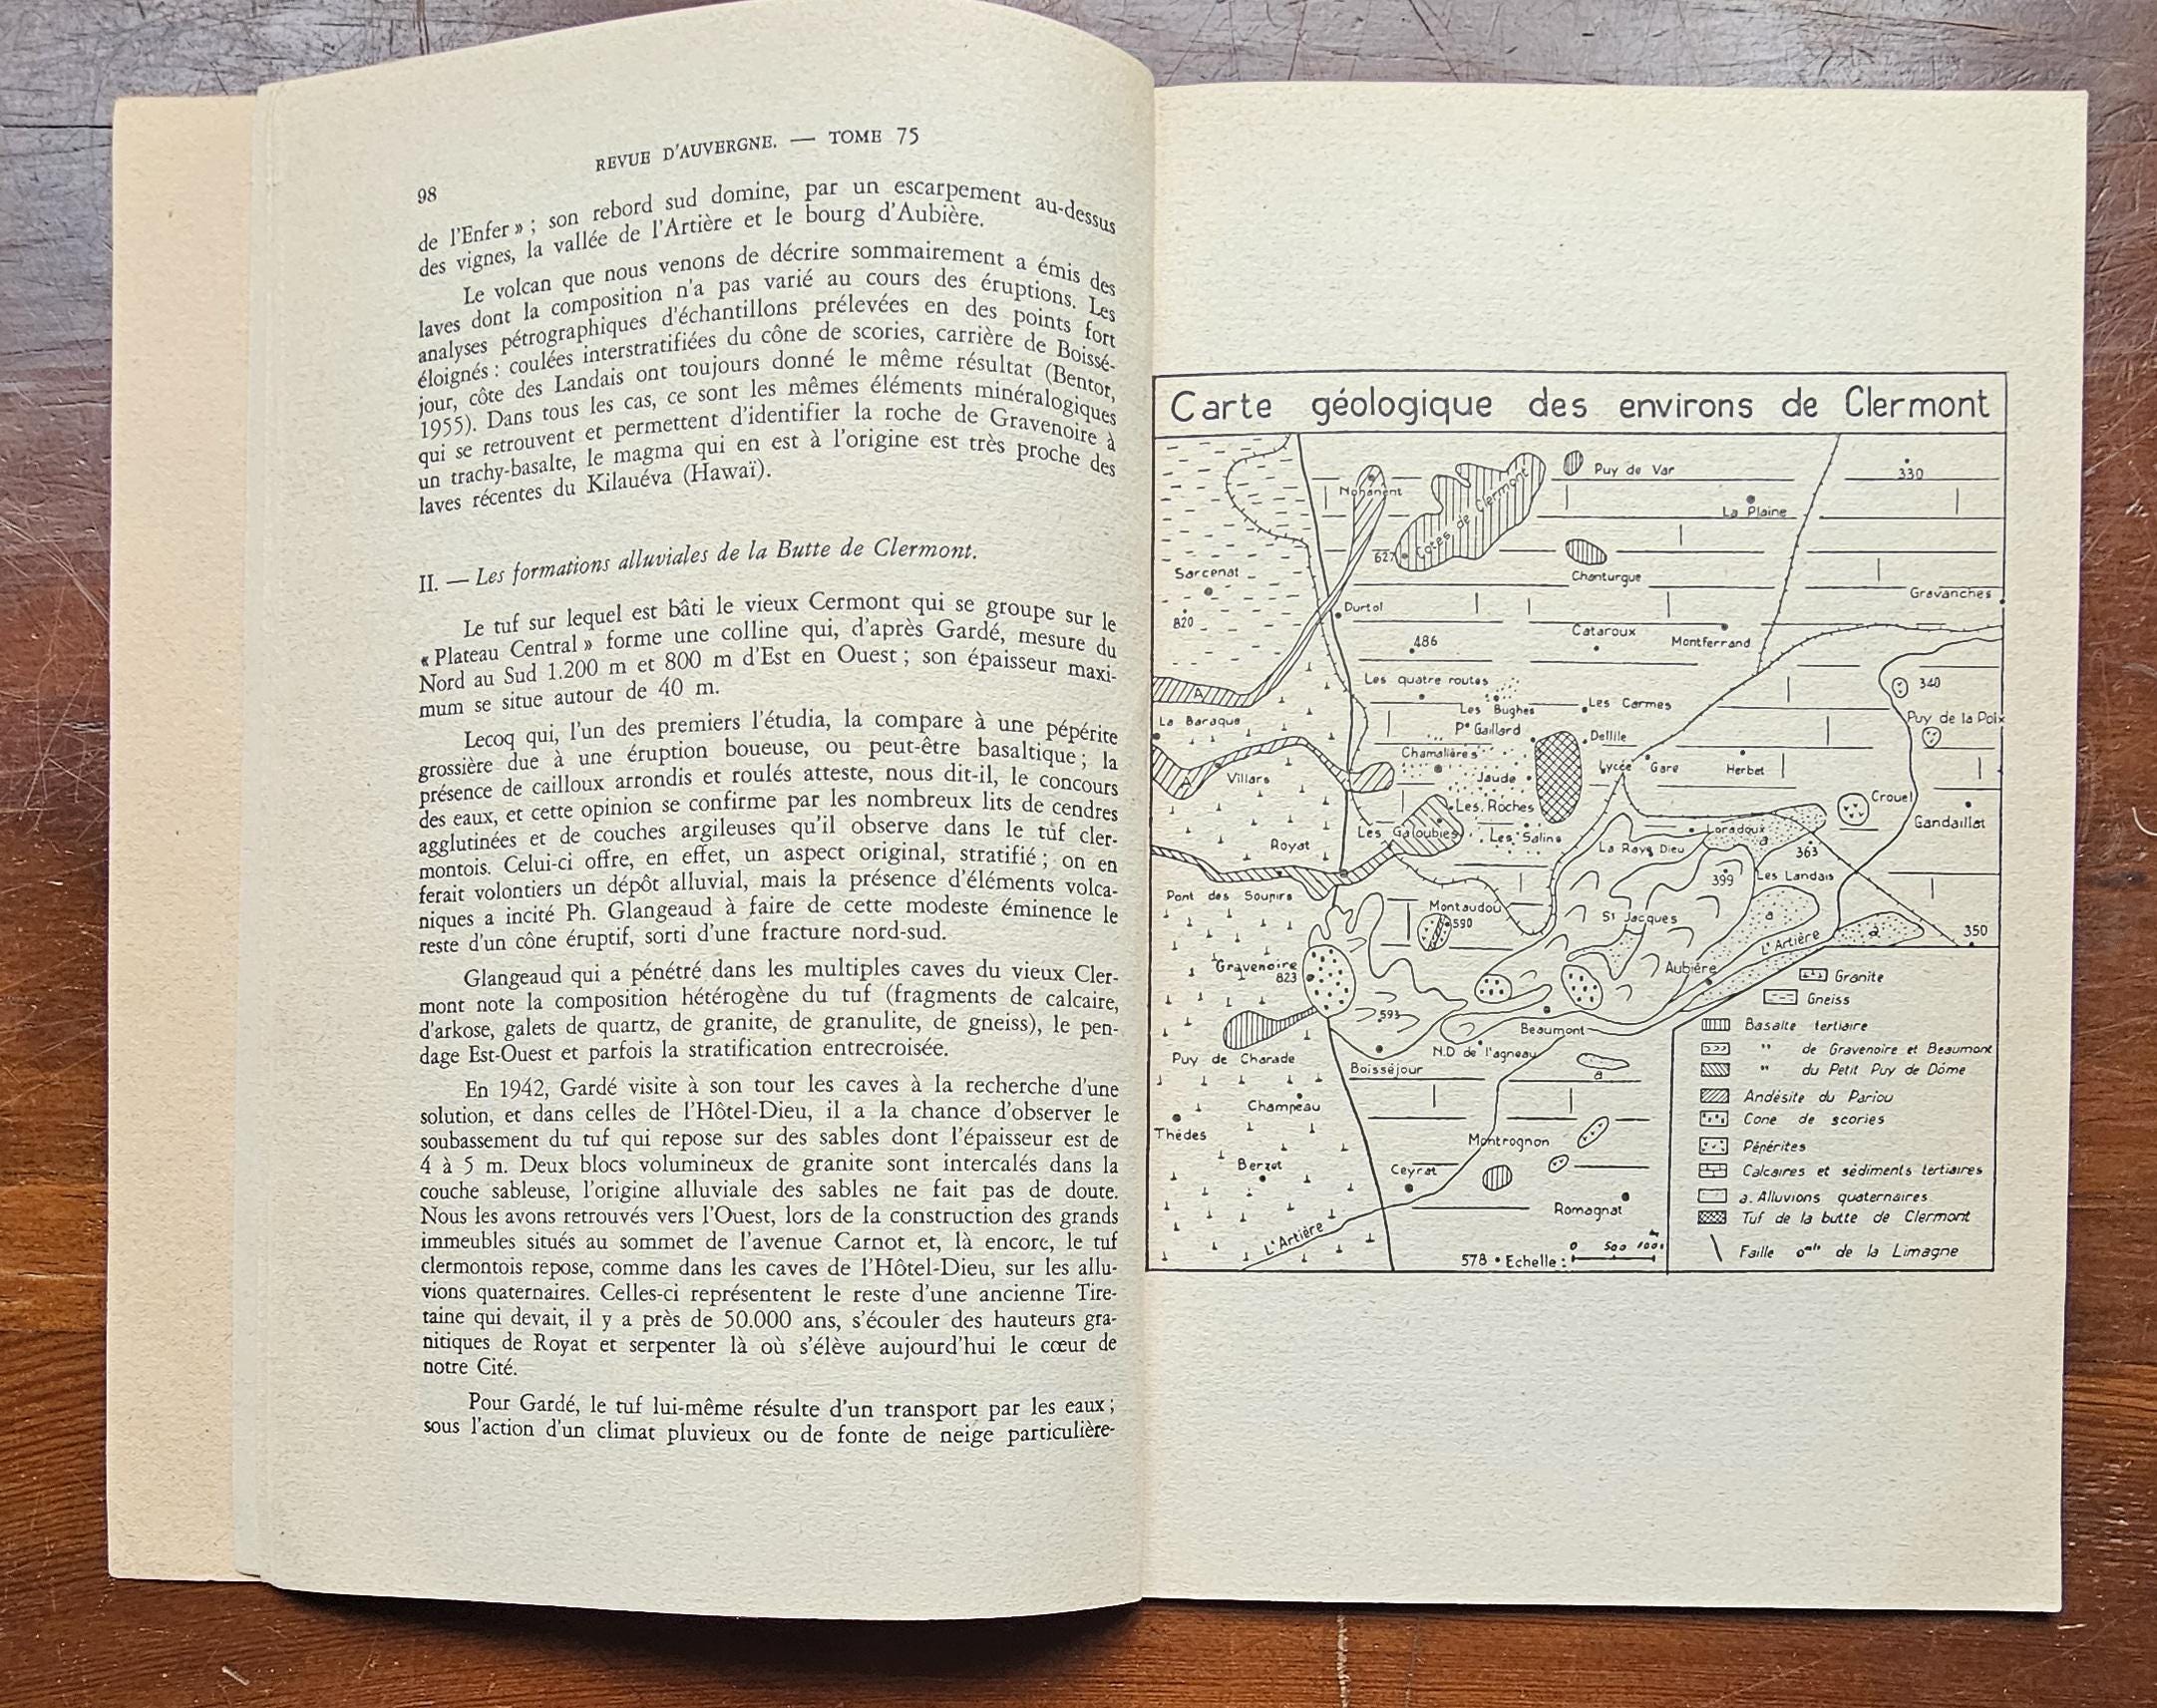 REVUE D'AUVERGNE. — TOME 75
98
de l'Enfer » ; son rebord sud domine, par un escarpement au-dessus
des vignes, la vallée de l'Artière et le bourg d'Aubière.
Le volcan que nous venons de décrire sommairement a émis des
laves dont la composition n'a pas varié au cours des éruptions. Les
analyses pétrographiques d'échantillons prélevées en des points fort
éloignés : coulées interstratifiées du cône de scories, carrière de Boissé-
jour, côte des Landais ont toujours donné le même résultat (Bentor,
1955). Dans tous les cas, ce sont les mêmes éléments minéralogiques
qui se retrouvent et permettent d'identifier la roche de Gravenoire à
un trachy-basalte, le magma qui en est à l'origine est très proche des
laves récentes du Kilauéva (Hawaï).
II. — Les formations alluviales de la Butte de Clermont.
Le tuf sur lequel est bâti le vieux Cermont qui se groupe sur le
« Plateau Central » forme une colline qui, d'après Gardé, mesure du
Nord au Sud 1.200 m et 800 m d'Est en Ouest ; son épaisseur maxi-
mum se situe autour de 40 m.
Lecoq qui, l'un des premiers l'étudia, la compare à une pépérite
grossière due à une éruption boueuse, ou peut-être basaltique ; la
présence de cailloux arrondis et roulés atteste, nous dit-il, le concours
des eaux, et cette opinion se confirme par les nombreux lits de cendres
agglutinées et de couches argileuses qu'il observe dans le tuf cler-
montois. Celui-ci offre, en effet, un aspect original, stratifié ; on en
ferait volontiers un dépôt alluvial, mais la présence d'éléments volca-
niques a incité Ph. Glangeaud à faire de cette modeste éminence le
reste d'un cône éruptif, sorti d'une fracture nord-sud.
Glangeaud qui a pénétré dans les multiples caves du vieux Cler-
mont note la composition hétérogène du tuf (fragments de calcaire,
d'arkose, galets de quartz, de granite, de granulite, de gneiss), le pen-
dage Est-Ouest et parfois la stratification entrecroisée.
En 1942, Gardé visite à son tour les caves à la recherche d'une
solution, et dans celles de l'Hôtel-Dieu, il a la chance d'observer le
soubassement du tuf qui repose sur des sables dont l'épaisseur est de
4 à 5 m. Deux blocs volumineux de granite sont intercalés dans la
couche sableuse, l'origine alluviale des sables ne fait pas de doute.
Nous les avons retrouvés vers l'Ouest, lors de la construction des grands
immeubles situés au sommet de l'avenue Carnot et, là encore, le tuf
clermontois repose, comme dans les caves de l'Hôtel-Dieu, sur les allu-
vions quaternaires. Celles-ci représentent le reste d'une ancienne Tire-
taine qui devait, il y a près de 50.000 ans, s'écouler des hauteurs gra-
nitiques de Royat et serpenter là où s'élève aujourd'hui le cœur de
notre Cité.
Pour Gardé, le tuf lui-même résulte d'un transport par les eaux ;
sous l'action d'un climat pluvieux ou de fonte de neige particulière-
Carte géologique des environs de Clermont
Puy de Var
330
Nohanent
Côtes de Clermont
La Plaine
627
Sarcenat
Chanturgue
Gravanches
Durtol
820
486
Cataroux
Montferrand
Les quatre routes
340
A
Les Bughes
Les Carmes
La Baraque
Puy de la Poix
Pe Gaillard
Delille
Chamalières
Lycée
Gare
Herbet
A
Villars
Jaude
Crouel
Les Roches
Gandaillat
Les Galoubies
Les Salins
Loradoux
a
Royat
La Raye Dieu
363
Les Landais
399
Pont des Soupirs
Montaudou
590
St Jacques
a
a
350
L'Artière
Gravenoire
823
Aubière
Granite
Gneiss
593
Beaumont
Basalte tertiaire
N.D de l'agneau
" de Gravenoire et Beaumont
Puy de Charade
a
Boisséjour
" du Petit Puy de Dôme
Andésite du Pariou
Champeau
Cone de scories
Thèdes
Montrognon
Pépérites
Berzet
Ceyrat
Calcaires et sédiments tertiaires
a. Alluvions quaternaires
Romagnat
Tuf de la butte de Clermont
L'Artière
Faille oale de la Limagne
578
Echelle :
0 500 1000